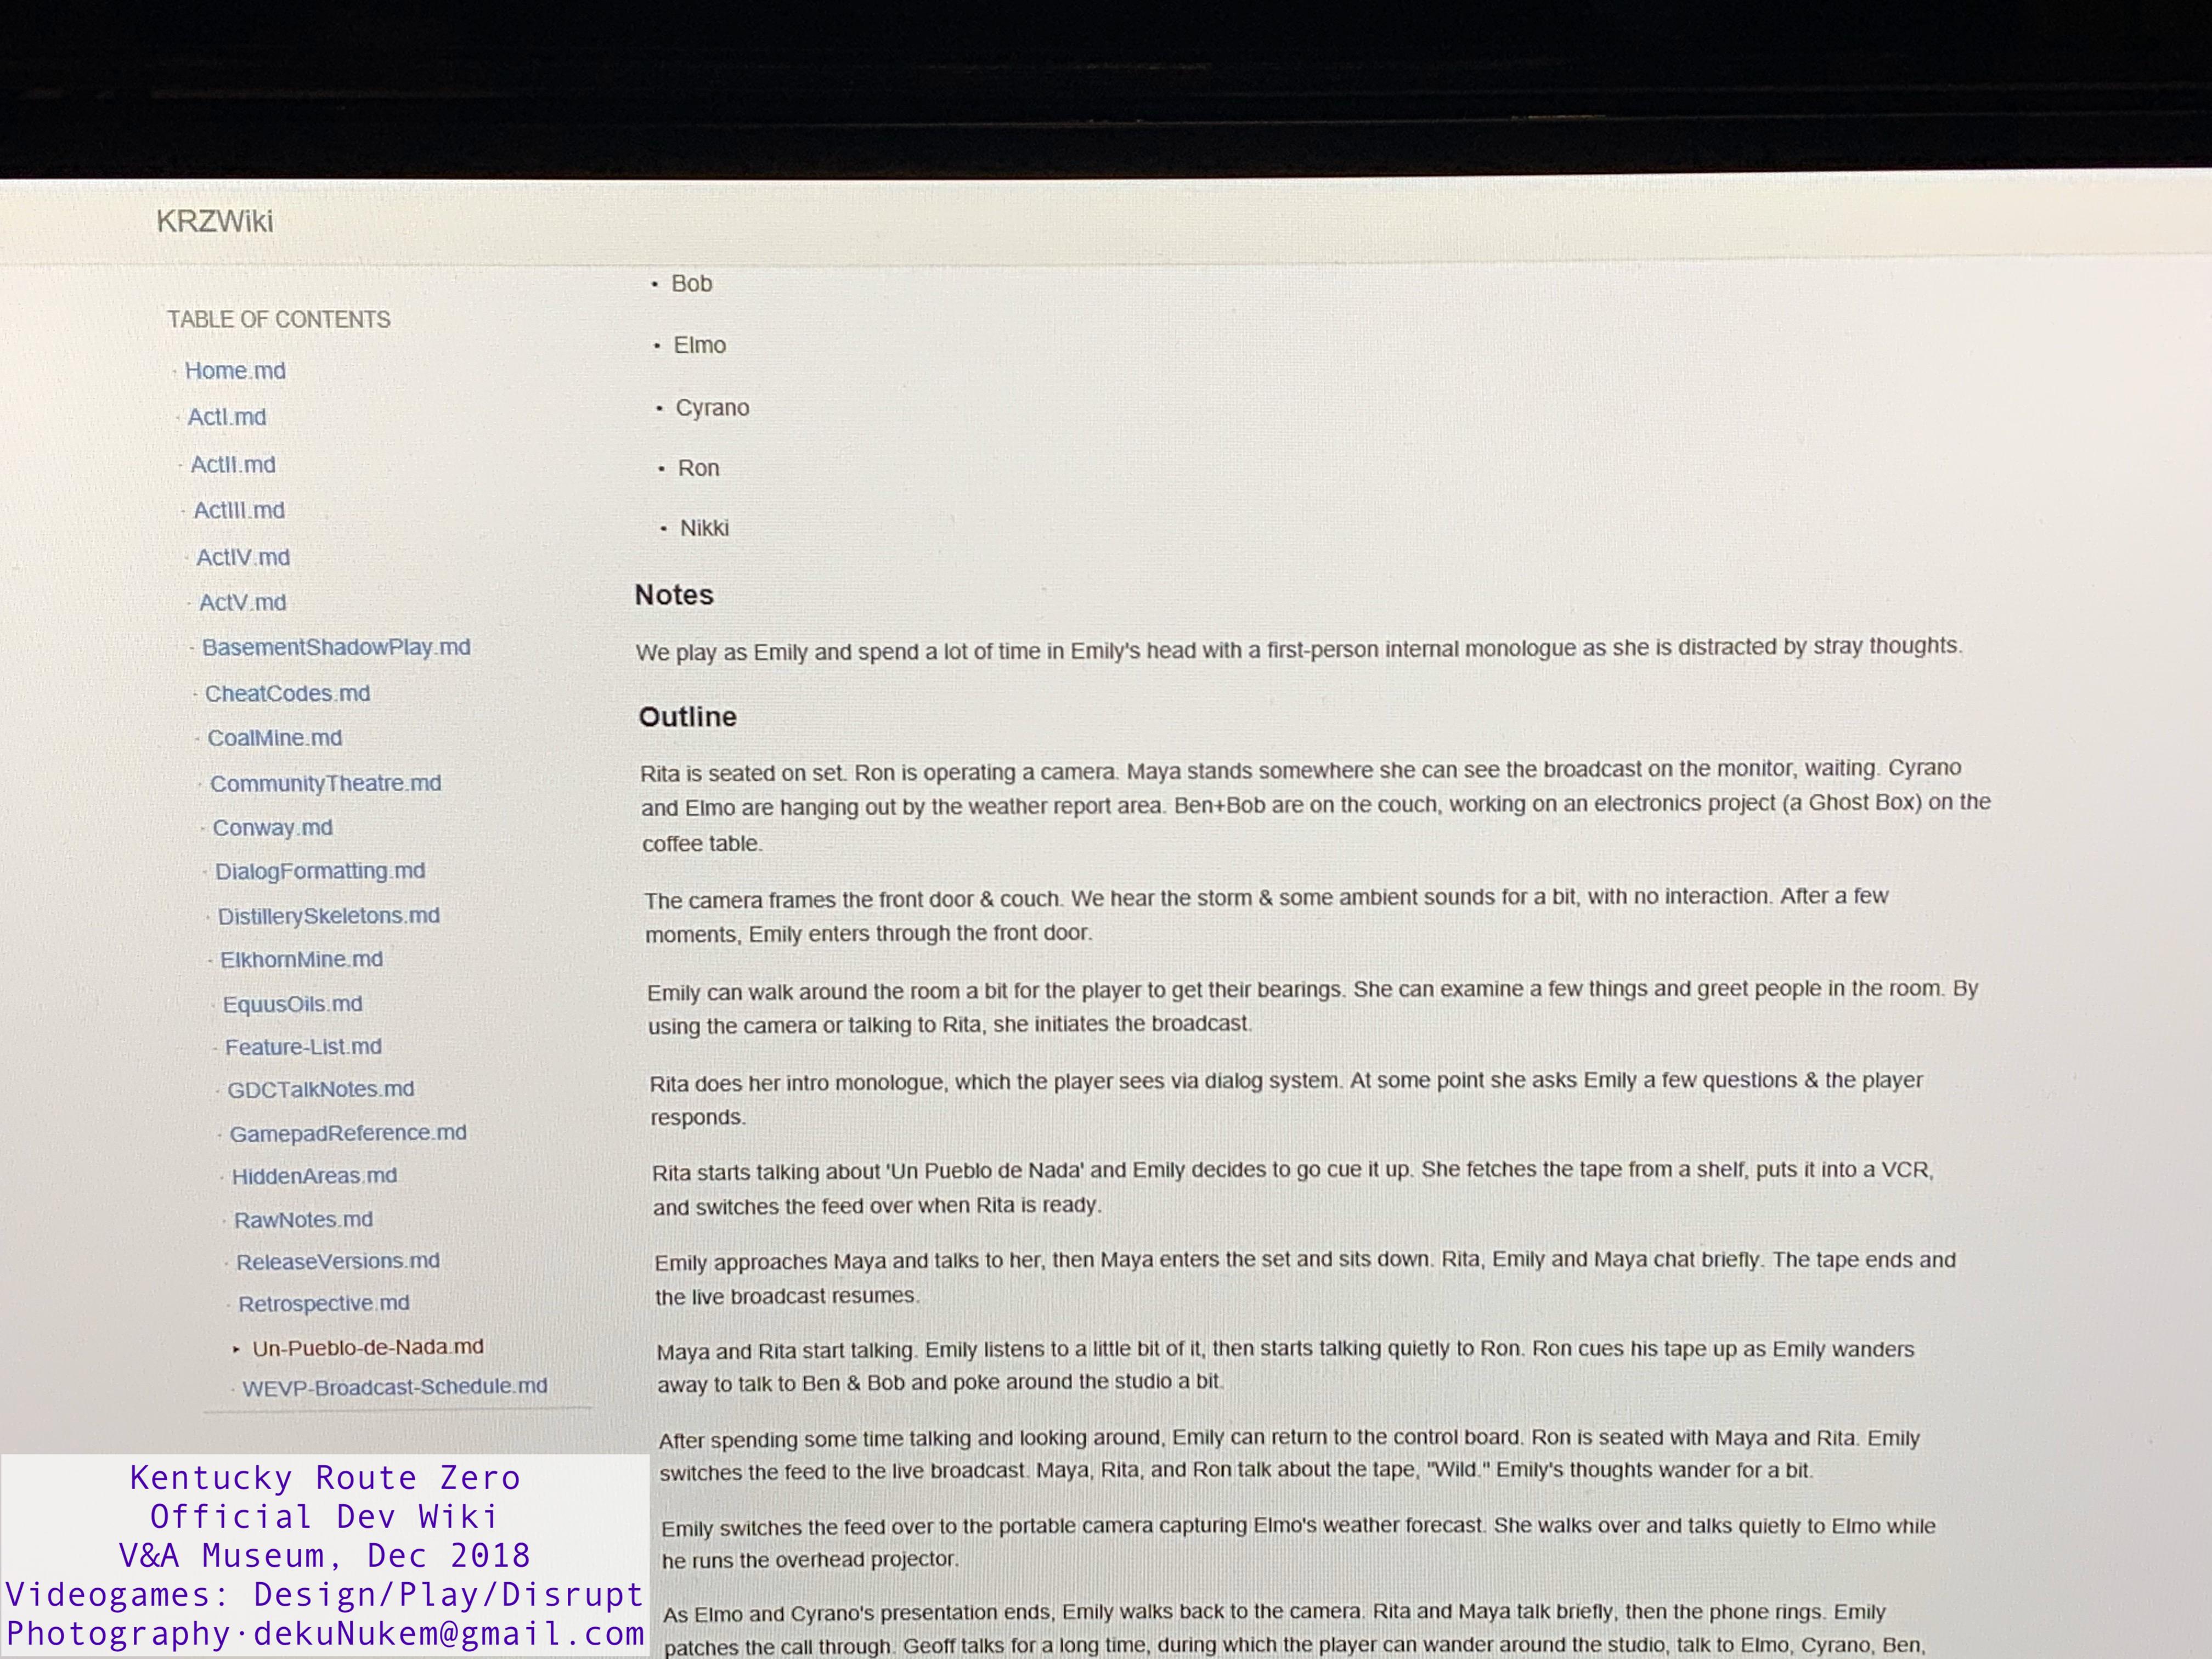 KRZWiki
TABLE OF CONTENTS
· Home.md
· ActI.md
· ActII.md
· ActIII.md
· ActIV.md
· ActV.md
· BasementShadowPlay.md
· CheatCodes.md
· CoalMine.md
· CommunityTheatre.md
· Conway.md
· DialogFormatting.md
· DistillerySkeletons.md
· ElkhornMine.md
· EquusOils.md
· Feature-List.md
· GDCTalkNotes.md
· GamepadReference.md
· HiddenAreas.md
· RawNotes.md
· ReleaseVersions.md
· Retrospective.md
▸ Un-Pueblo-de-Nada.md
· WEVP-Broadcast-Schedule.md
• Bob
• Elmo
• Cyrano
• Ron
• Nikki
Notes
We play as Emily and spend a lot of time in Emily's head with a first-person internal monologue as she is distracted by stray thoughts.
Outline
Rita is seated on set. Ron is operating a camera. Maya stands somewhere she can see the broadcast on the monitor, waiting. Cyrano
and Elmo are hanging out by the weather report area. Ben+Bob are on the couch, working on an electronics project (a Ghost Box) on the
coffee table.
The camera frames the front door & couch. We hear the storm & some ambient sounds for a bit, with no interaction. After a few
moments, Emily enters through the front door.
Emily can walk around the room a bit for the player to get their bearings. She can examine a few things and greet people in the room. By
using the camera or talking to Rita, she initiates the broadcast.
Rita does her intro monologue, which the player sees via dialog system. At some point she asks Emily a few questions & the player
responds.
Rita starts talking about 'Un Pueblo de Nada' and Emily decides to go cue it up. She fetches the tape from a shelf, puts it into a VCR,
and switches the feed over when Rita is ready.
Emily approaches Maya and talks to her, then Maya enters the set and sits down. Rita, Emily and Maya chat briefly. The tape ends and
the live broadcast resumes.
Maya and Rita start talking. Emily listens to a little bit of it, then starts talking quietly to Ron. Ron cues his tape up as Emily wanders
away to talk to Ben & Bob and poke around the studio a bit.
After spending some time talking and looking around, Emily can return to the control board. Ron is seated with Maya and Rita. Emily
switches the feed to the live broadcast. Maya, Rita, and Ron talk about the tape, "Wild." Emily's thoughts wander for a bit.
Emily switches the feed over to the portable camera capturing Elmo's weather forecast. She walks over and talks quietly to Elmo while
he runs the overhead projector.
As Elmo and Cyrano's presentation ends, Emily walks back to the camera. Rita and Maya talk briefly, then the phone rings. Emily
patches the call through. Geoff talks for a long time, during which the player can wander around the studio, talk to Elmo, Cyrano, Ben,
Kentucky Route Zero
Official Dev Wiki
V&A Museum, Dec 2018
Videogames: Design/Play/Disrupt
Photography·dekuNukem@gmail.com